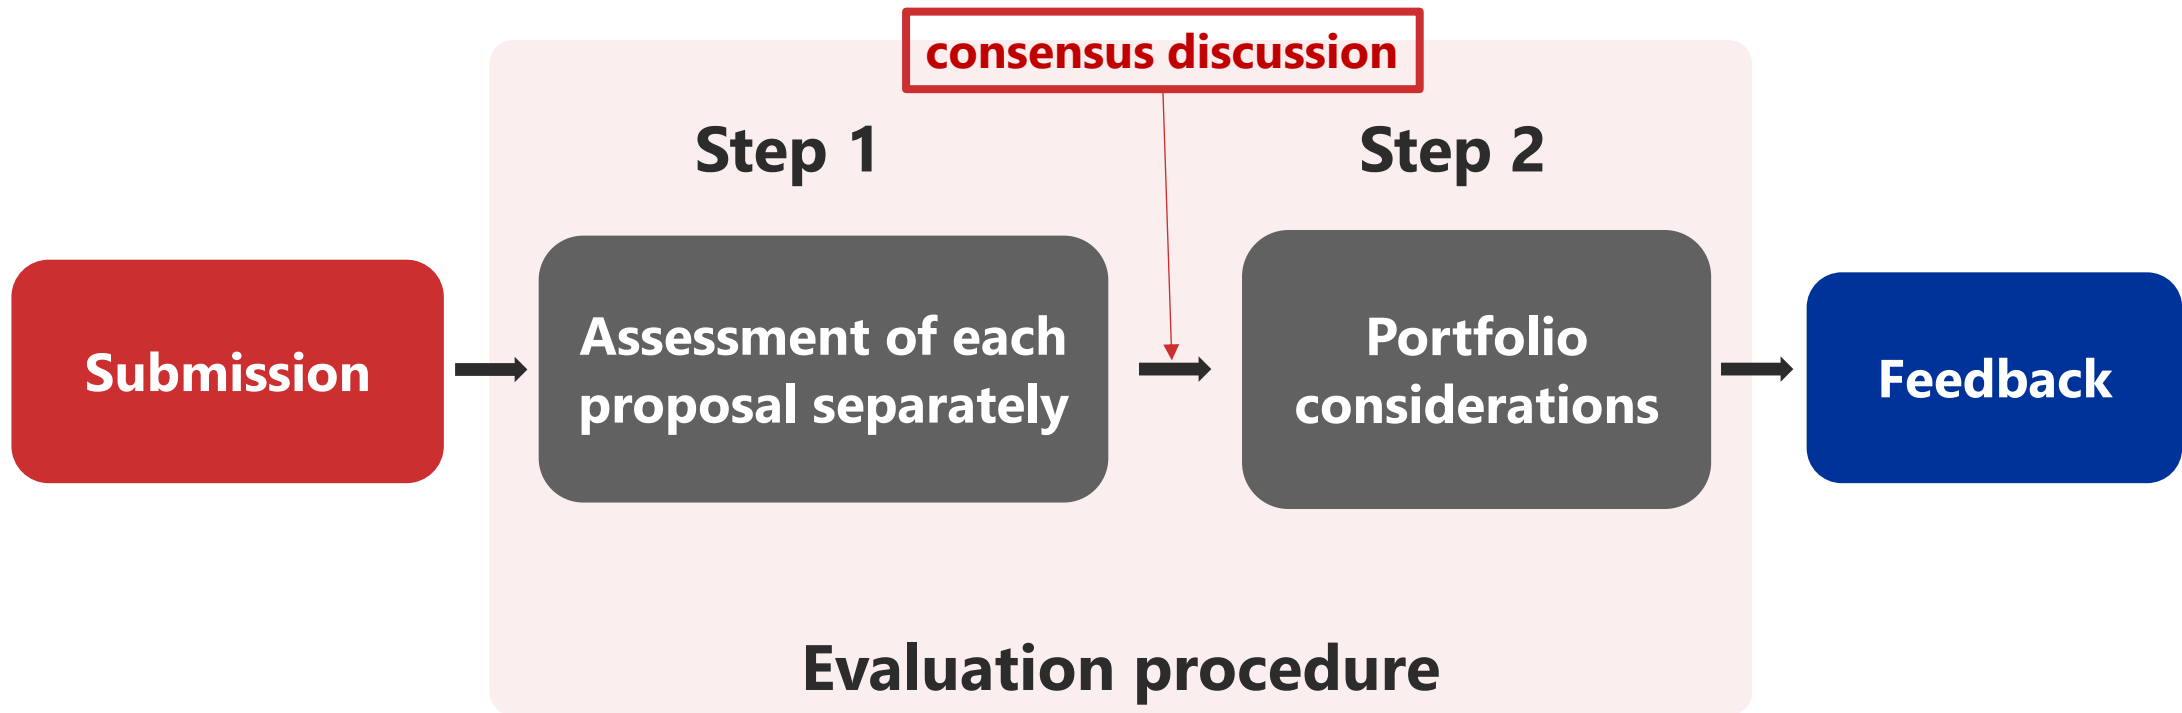 consensus discussion
Step 1
Step 2
Submission
Assessment of each
proposal separately
Portfolio
considerations
Feedback
Evaluation procedure